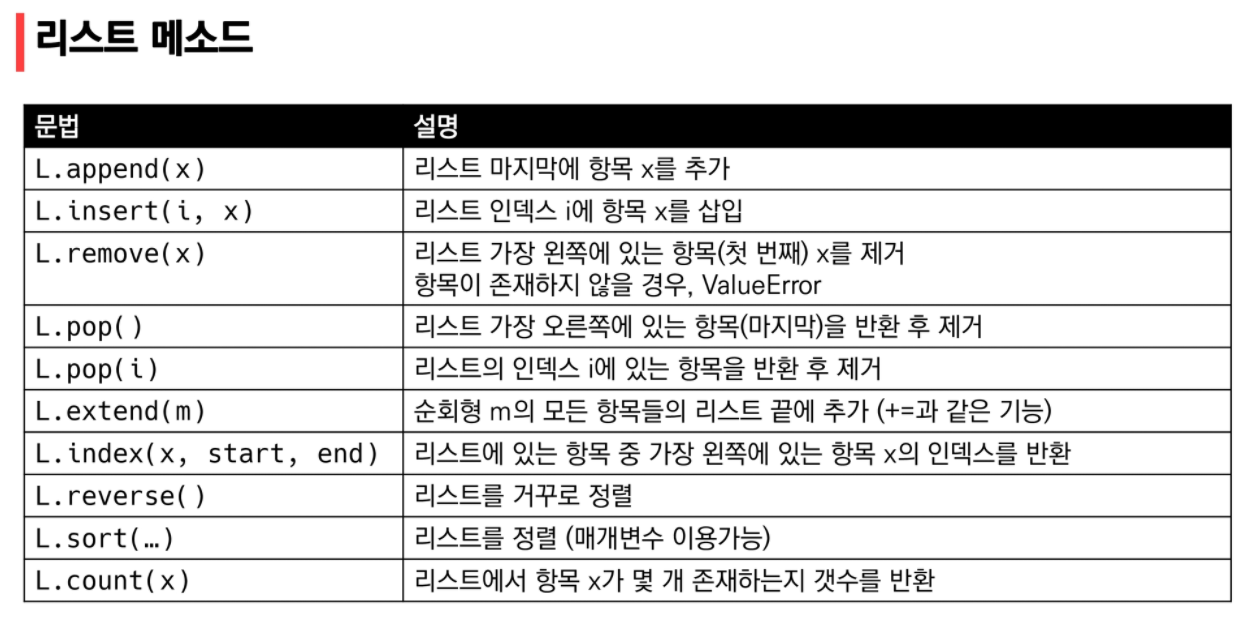 리스트 메소드
문법 설명
L.append(x) 리스트 마지막에 항목 x를 추가
L.insert(i, x) 리스트 인덱스 i에 항목 x를 삽입
L.remove(x) 리스트 가장 왼쪽에 있는 항목(첫 번째) x를 제거
항목이 존재하지 않을 경우, ValueError
L.pop() 리스트 가장 오른쪽에 있는 항목(마지막)을 반환 후 제거
L.pop(i) 리스트의 인덱스 i에 있는 항목을 반환 후 제거
L.extend(m) 순회형 m의 모든 항목들의 리스트 끝에 추가 (+=과 같은 기능)
L.index(x, start, end) 리스트에 있는 항목 중 가장 왼쪽에 있는 항목 x의 인덱스를 반환
L.reverse() 리스트를 거꾸로 정렬
L.sort(…) 리스트를 정렬 (매개변수 이용가능)
L.count(x) 리스트에서 항목 x가 몇 개 존재하는지 갯수를 반환